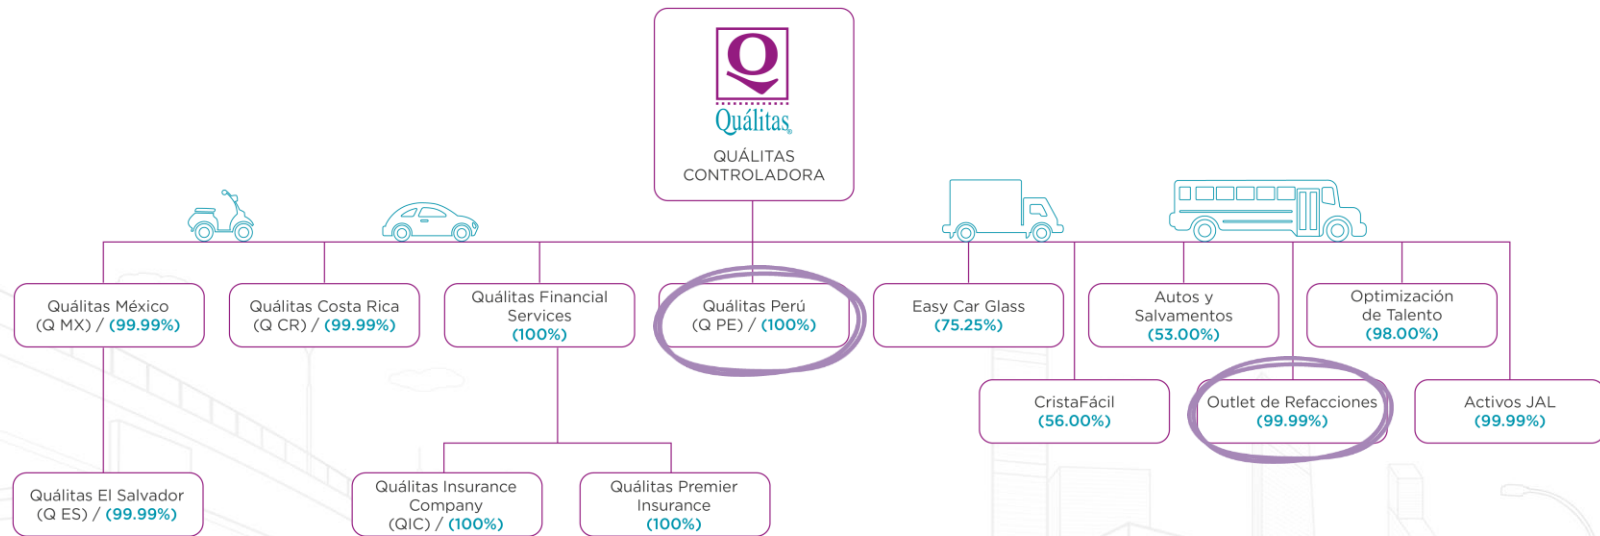 Q
Quálitas
QUÁLITAS
CONTROLADORA
Quálitas México
(Q MX) / (99.99%)
Quálitas Costa Rica
(Q CR) / (99.99%)
Quálitas Financial
Services
(100%)
Quálitas Perú
(Q PE) / (100%)
Easy Car Glass
(75.25%)
Autos y
Salvamentos
(53.00%)
Optimización
de Talento
(98.00%)
CristaFácil
(56.00%)
Outlet de Refacciones
(99.99%)
Activos JAL
(99.99%)
Quálitas El Salvador
(Q ES) / (99.99%)
Quálitas Insurance
Company
(QIC) / (100%)
Quálitas Premier
Insurance
(100%)